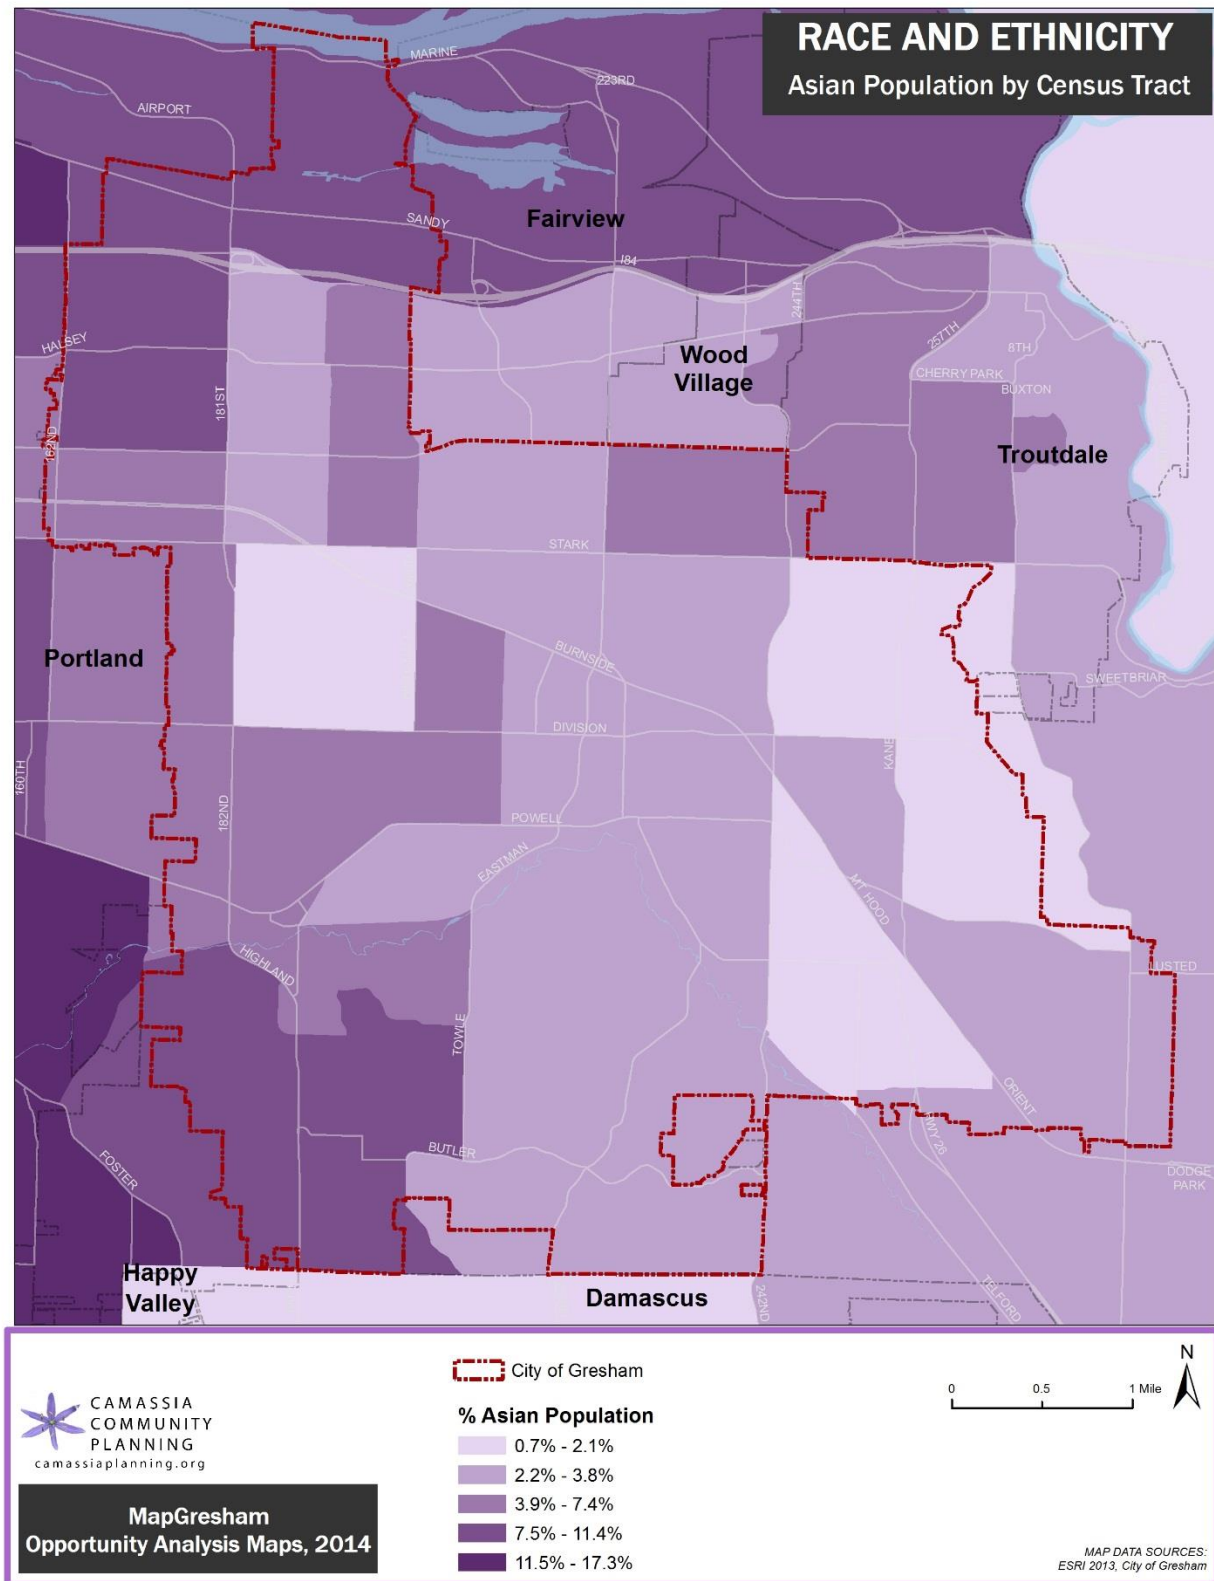 RACE AND ETHNICITY
Asian Population by Census Tract
MARINE
223RD
AIRPORT
SANDY
Fairview
I84
244TH
HALSEY
Wood
Village
257TH
8TH
CHERRY PARK
BUXTON
181ST
162ND
Troutdale
STARK
Portland
BURNSIDE
SWEETBRIAR
DIVISION
KANE
160TH
182ND
POWELL
EASTMAN
MT HOOD
HIGHLAND
LUSTED
TOWLE
ORIENT
HWY 26
BUTLER
FOSTER
DODGE
PARK
Happy
Valley
Damascus
242ND
TELFORD
City of Gresham
% Asian Population
0.7% - 2.1%
2.2% - 3.8%
3.9% - 7.4%
7.5% - 11.4%
11.5% - 17.3%
N
0 0.5 1 Mile
CAMASSIA
COMMUNITY
PLANNING
camassiaplanning.org
MapGresham
Opportunity Analysis Maps, 2014
MAP DATA SOURCES:
ESRI 2013, City of Gresham